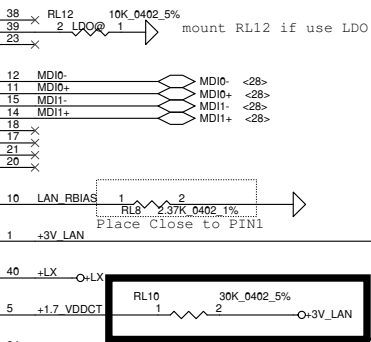 38 RL12 10K_0402_5%
39 2 LDO@ 1 mount RL12 if use LDO
23
12 MDI0- MDI0- <28>
11 MDI0+ MDI0+ <28>
15 MDI1- MDI1- <28>
14 MDI1+ MDI1+ <28>
18
17
21
20
10 LAN_RBIAS 1 2
RL8 2.37K_0402_1%
Place Close to PIN1
1 +3V_LAN
40 +LX +LX
RL10 30K_0402_5%
5 +1.7_VDDCT 1 2 +3V_LAN